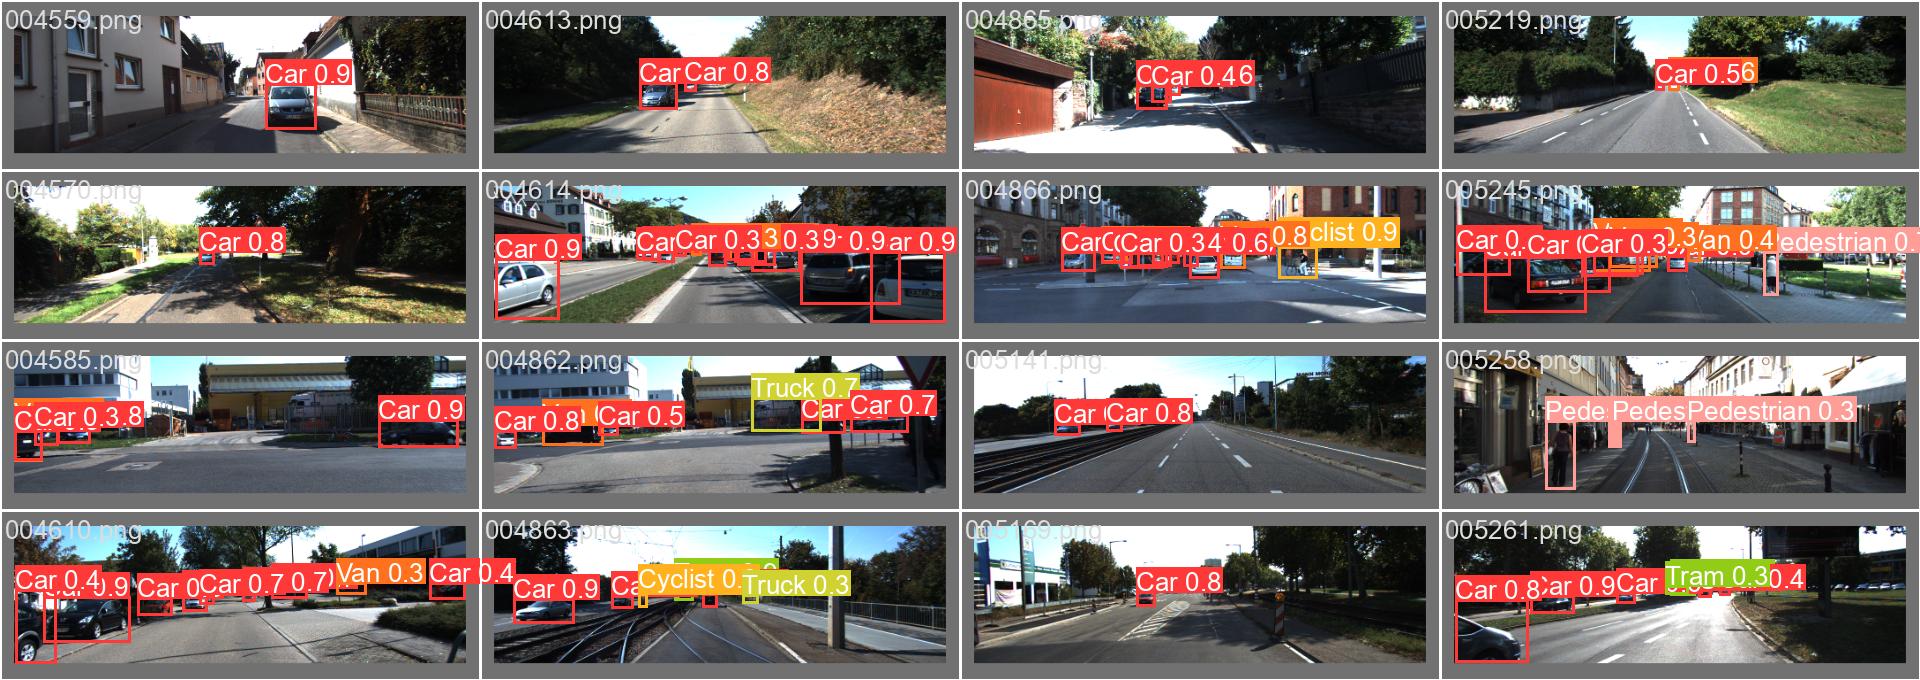 004559.png
Car 0.9
004613.png
Car
Car 0.8
004865.png
Car 0.46
005219.png
Car 0.56
004570.png
Car 0.8
004614.png
Car 0.9
Car 0.3
3
0.3
0.9
ar 0.9
004866.png
Car
Car 0.34
0.6
0.8
clist 0.9
005245.png
Car 0.
Car
Car 0.3
an 0.4
edestrian 0.
004585.png
Car 0.3.8
Car 0.9
004862.png
Car 0.8
Car 0.5
Truck 0.7
Car 0.7
005141.png
Car
Car 0.8
005258.png
Pede
Pedes
Pedestrian 0.3
004610.png
Car 0.4
0.9
Car 0
Car 0.7
0.7
Van 0.3
Car 0.4
004863.png
Car 0.9
Ca
Cyclist 0.
Truck 0.3
005169.png
Car 0.8
005261.png
Car 0.8
Car 0.9
Car
Tram 0.3
0.4